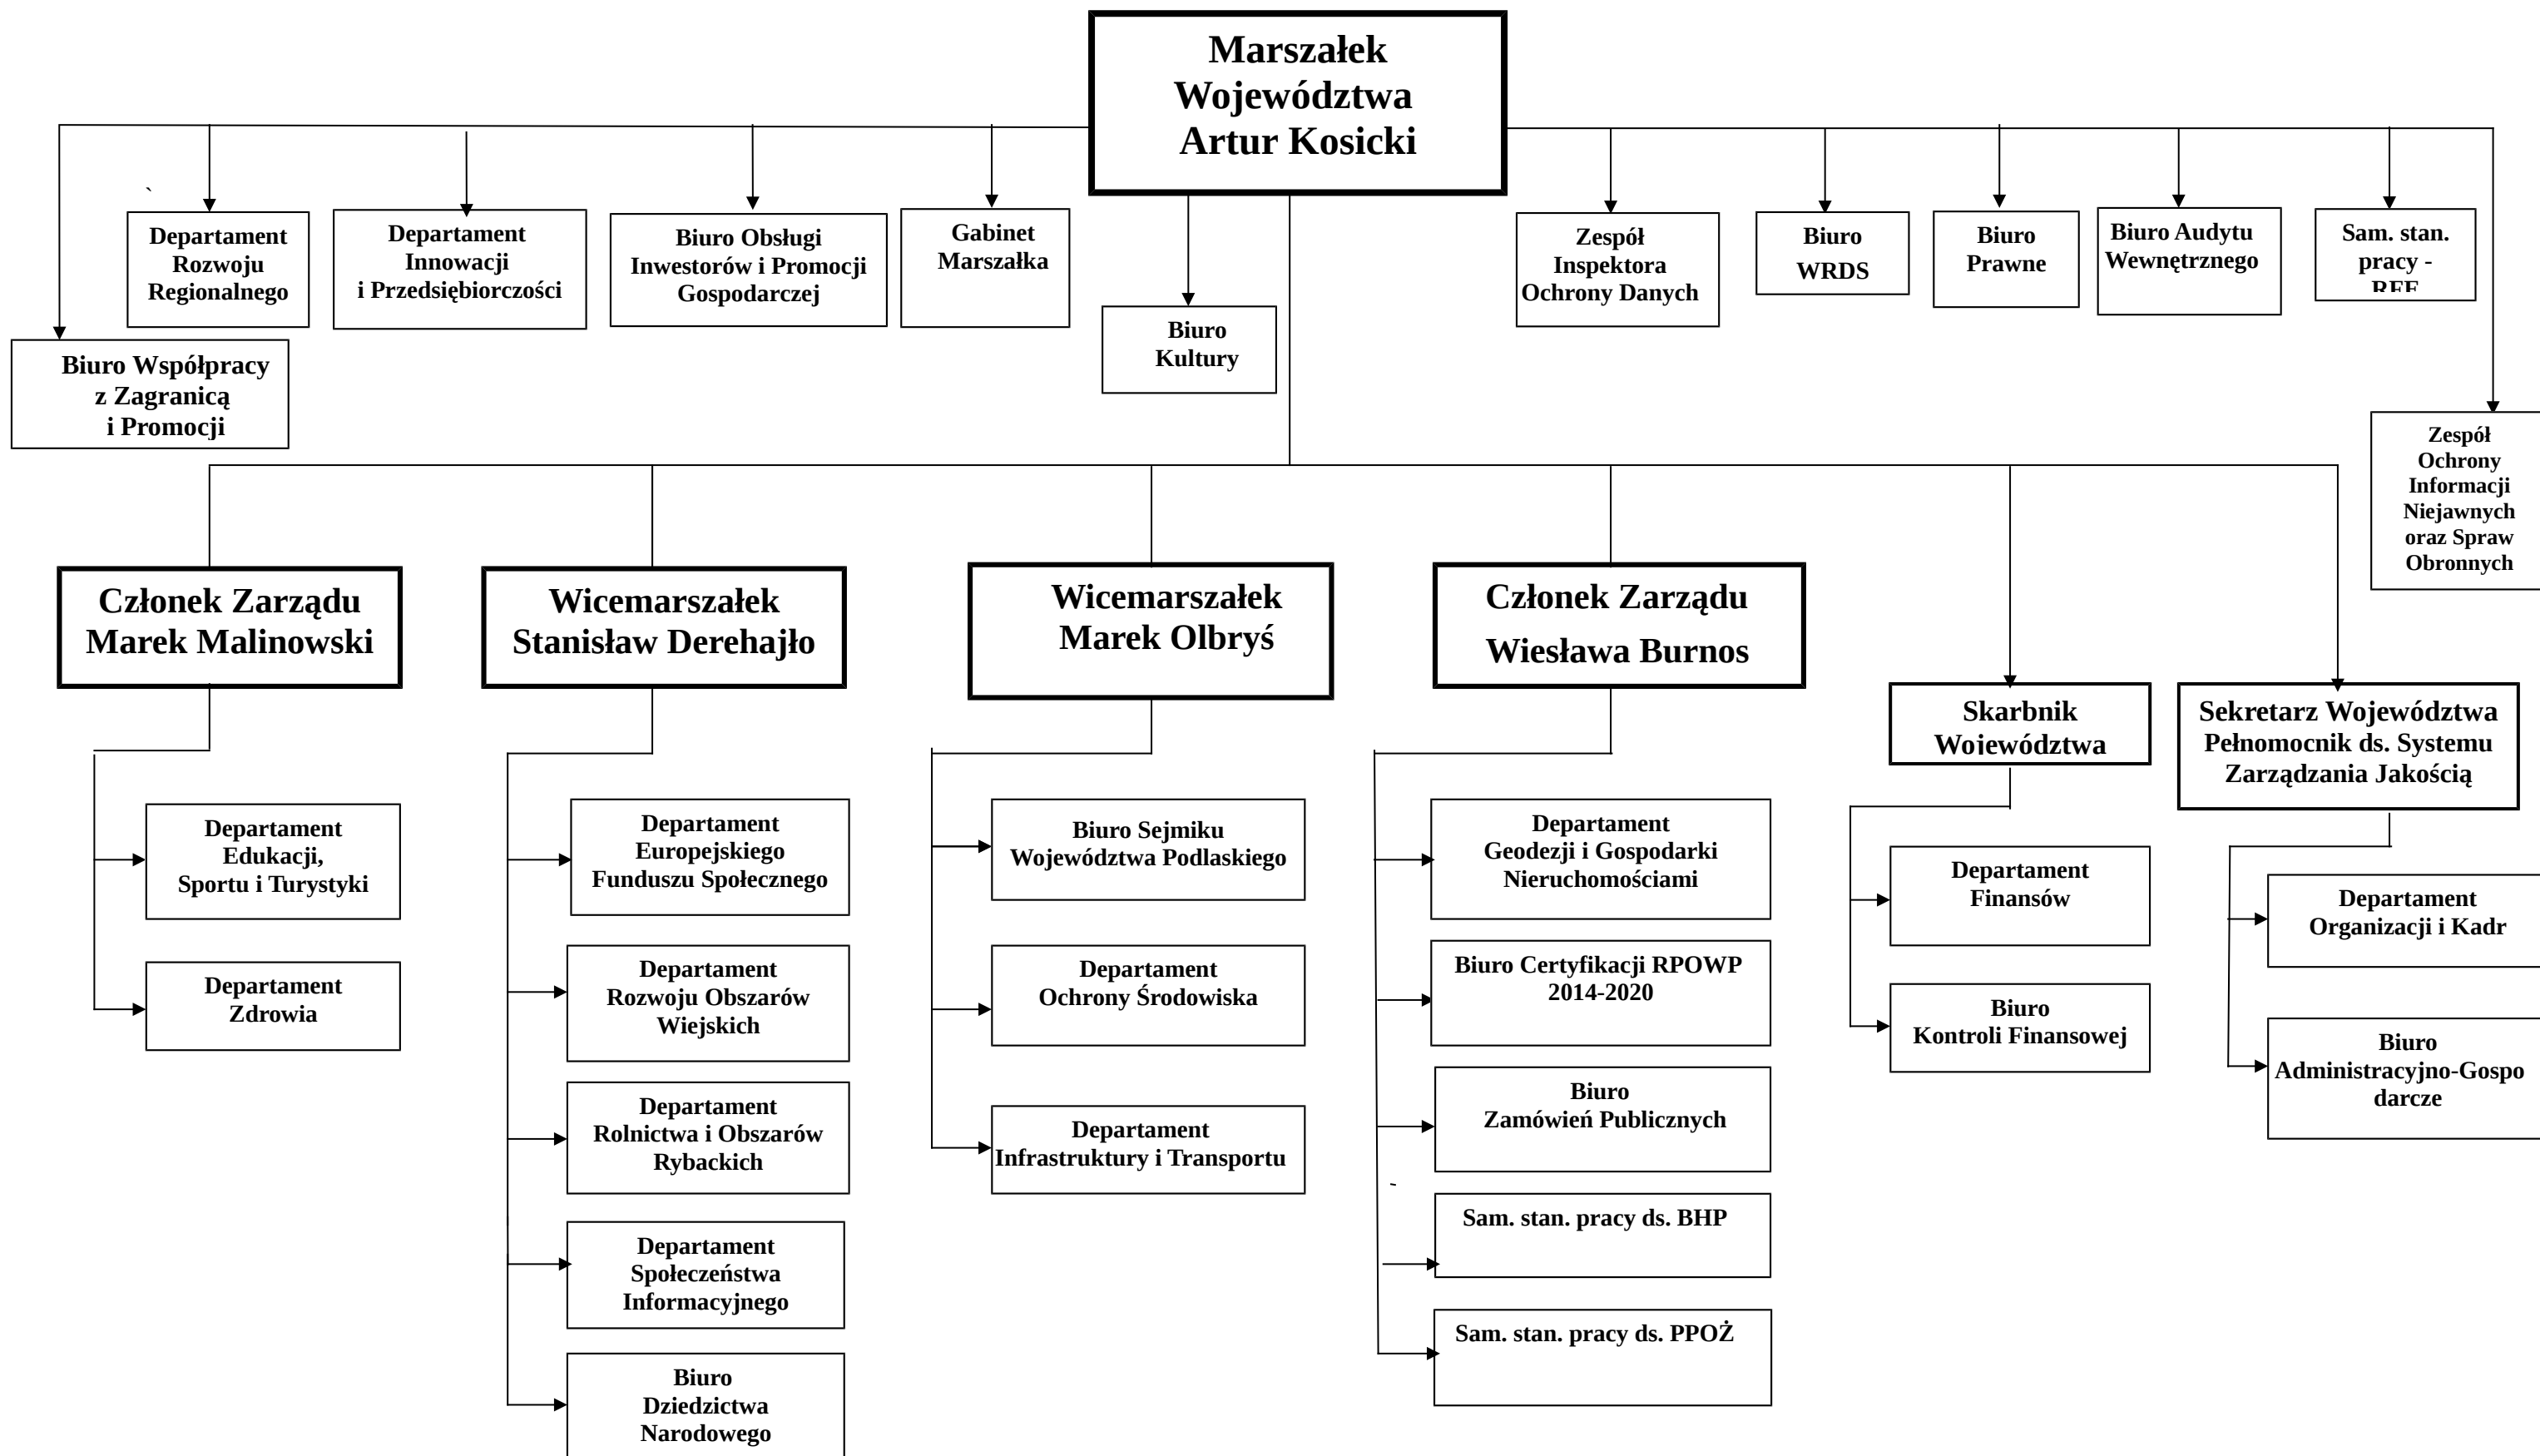 Marszałek
Województwa
Artur Kosicki
Departament
Rozwoju
Regionalnego
Departament
Innowacji
i Przedsiębiorczości
Biuro Obsługi
Inwestorów i Promocji
Gospodarczej
Gabinet
Marszałka
Biuro
Kultury
Zespół
Inspektora
Ochrony Danych
Biuro
WRDS
Biuro
Prawne
Biuro Audytu
Wewnętrznego
Sam. stan.
pracy -
Biuro Współpracy
z Zagranicą
i Promocji
Zespół
Ochrony
Informacji
Niejawnych
oraz Spraw
Obronnych
Członek Zarządu
Marek Malinowski
Wicemarszałek
Stanisław Derehajło
Wicemarszałek
Marek Olbryś
Członek Zarządu
Wiesława Burnos
Skarbnik
Województwa
Sekretarz Województwa
Pełnomocnik ds. Systemu
Zarządzania Jakością
Departament
Edukacji,
Sportu i Turystyki
Departament
Zdrowia
Departament
Europejskiego
Funduszu Społecznego
Departament
Rozwoju Obszarów
Wiejskich
Departament
Rolnictwa i Obszarów
Rybackich
Departament
Społeczeństwa
Informacyjnego
Biuro
Dziedzictwa
Narodowego
Biuro Sejmiku
Województwa Podlaskiego
Departament
Ochrony Środowiska
Departament
Infrastruktury i Transportu
Departament
Geodezji i Gospodarki
Nieruchomościami
Biuro Certyfikacji RPOWP
2014-2020
Biuro
Zamówień Publicznych
Sam. stan. pracy ds. BHP
Sam. stan. pracy ds. PPOŻ
Departament
Finansów
Biuro
Kontroli Finansowej
Departament
Organizacji i Kadr
Biuro
Administracyjno-Gospo
darcze